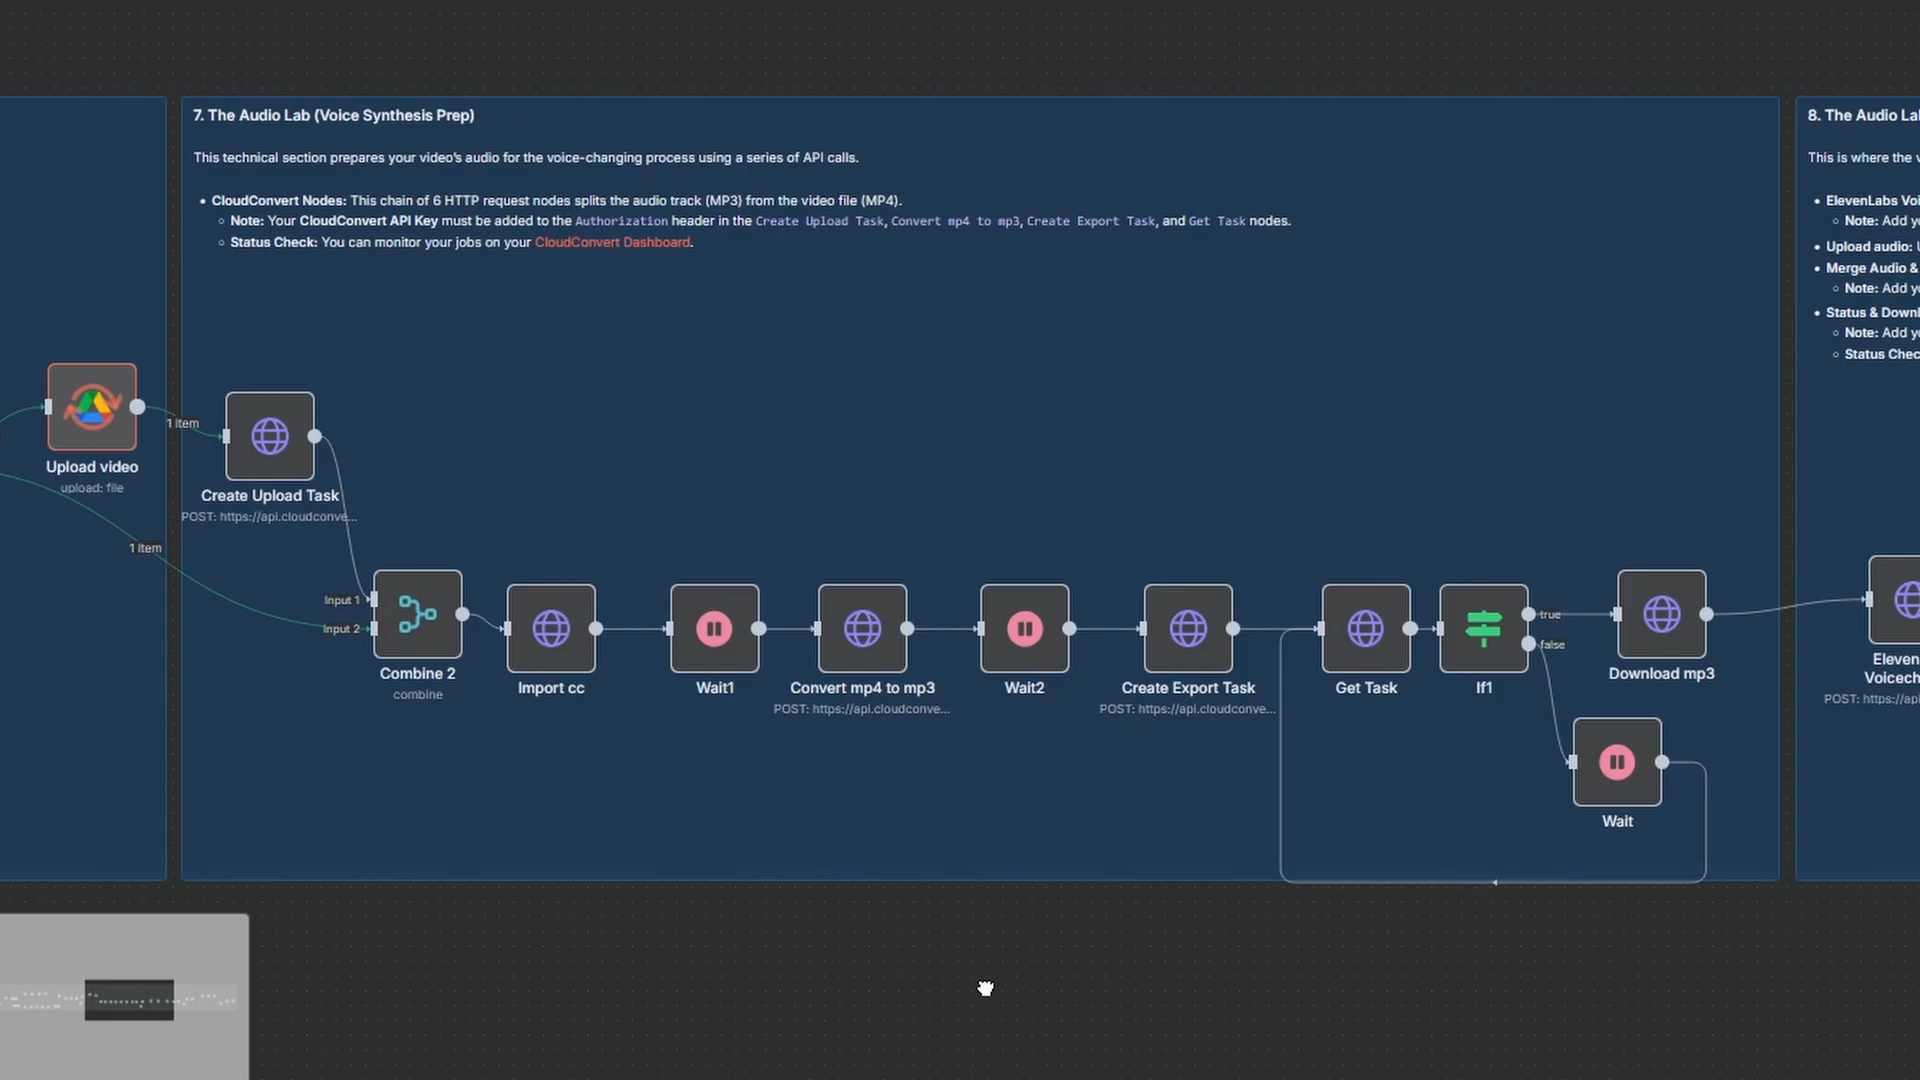 7. The Audio Lab (Voice Synthesis Prep)
This technical section prepares your video's audio for the voice-changing process using a series of API calls.
• CloudConvert Nodes: This chain of 6 HTTP request nodes splits the audio track (MP3) from the video file (MP4).
◦ Note: Your CloudConvert API Key must be added to the Authorization header in the Create Upload Task, Convert mp4 to mp3, Create Export Task, and Get Task nodes.
◦ Status Check: You can monitor your jobs on your CloudConvert Dashboard.
8. The Audio La
This is where the v
• ElevenLabs Voi
◦ Note: Add yo
• Upload audio: U
• Merge Audio &
◦ Note: Add yo
• Status & Downl
◦ Note: Add yo
◦ Status Chec
Upload video
upload: file
1 item
1 item
Create Upload Task
POST: https://api.cloudconve...
Input 1
Input 2
Combine 2
combine
Import cc
Wait1
Convert mp4 to mp3
POST: https://api.cloudconve...
Wait2
Create Export Task
POST: https://api.cloudconve...
Get Task
If1
true
false
Download mp3
Wait
Eleven
Voicech
POST: https://ap